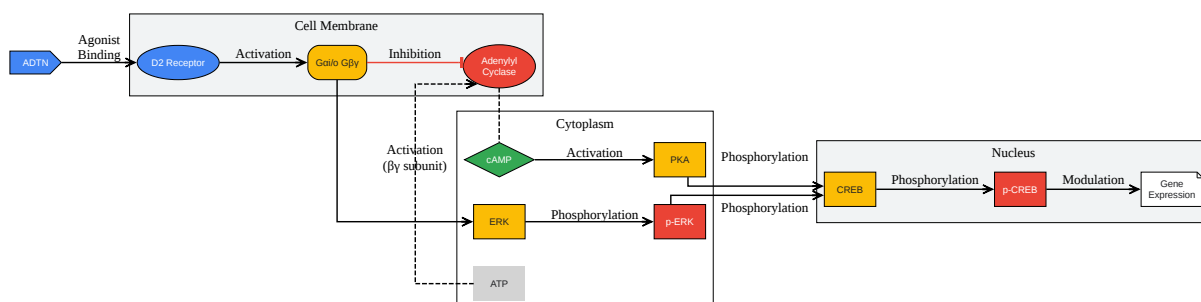 Cell Membrane
Agonist
Binding
ADTN
D2 Receptor
Activation
Gαi/o Gβγ
Inhibition
Adenylyl
Cyclase
Cytoplasm
Activation
(βγ subunit)
cAMP
Activation
PKA
Phosphorylation
Nucleus
ERK
Phosphorylation
p-ERK
Phosphorylation
CREB
Phosphorylation
p-CREB
Modulation
Gene
Expression
ATP